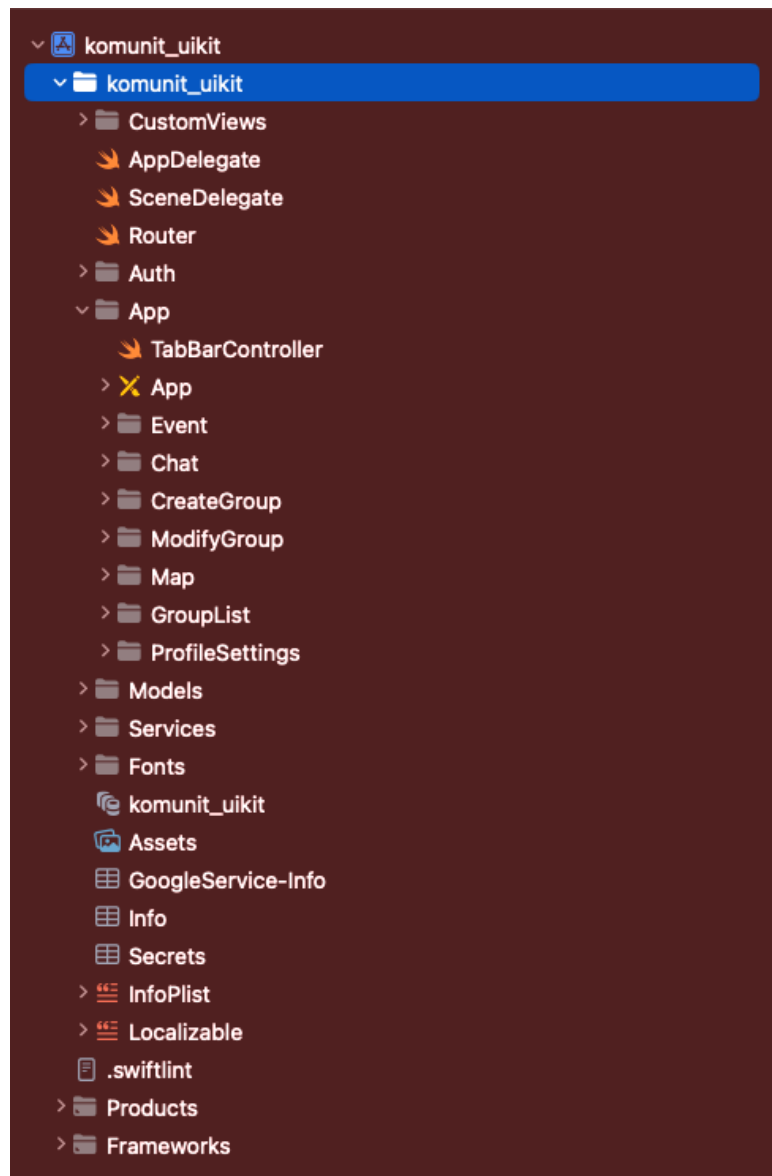 komunit_uikit
komunit_uikit
CustomViews
AppDelegate
SceneDelegate
Router
Auth
App
TabBarController
App
Event
Chat
CreateGroup
ModifyGroup
Map
GroupList
ProfileSettings
Models
Services
Fonts
komunit_uikit
Assets
GoogleService-Info
Info
Secrets
InfoPlist
Localizable
.swiftlint
Products
Frameworks